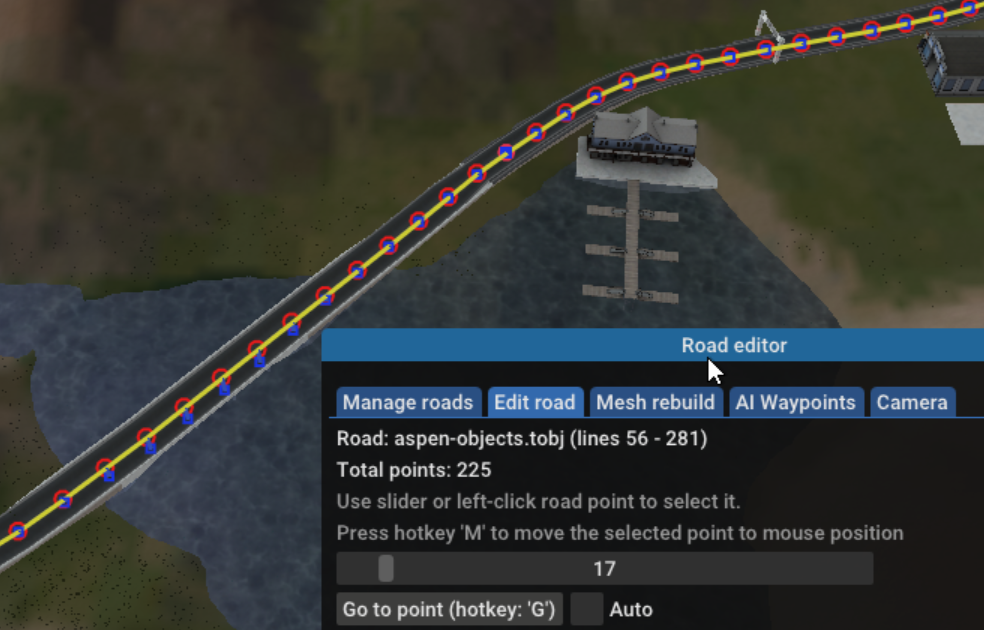 Road editor
Manage roads Edit road Mesh rebuild AI Waypoints Camera
Road: aspen-objects.tobj (lines 56 - 281)
Total points: 225
Use slider or left-click road point to select it.
Press hotkey 'M' to move the selected point to mouse position
17
Go to point (hotkey: 'G') Auto